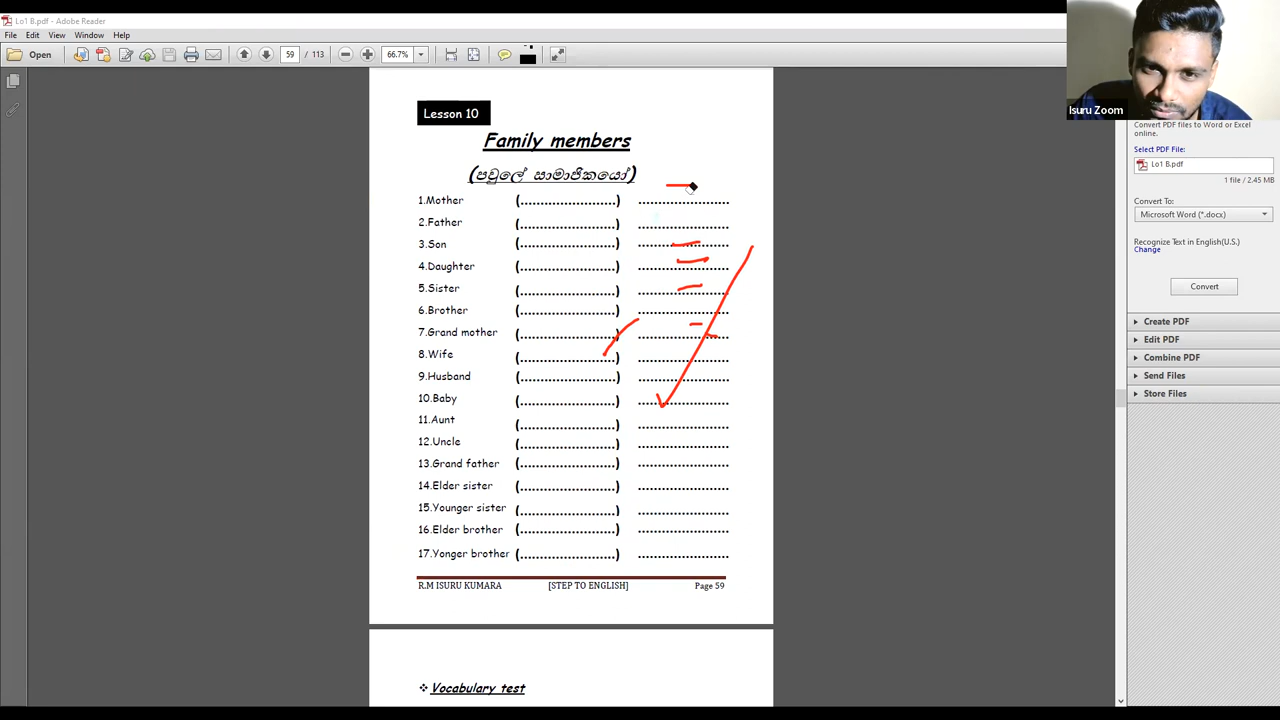 Lo1 B.pdf - Adobe Reader
File Edit View Window Help
Open 59 / 113 66.7%
Isuru Zoom
Convert PDF files to Word or Excel
online.
Select PDF File:
Lo1 B.pdf
1 file / 2.45 MB
Convert To:
Microsoft Word (*.docx)
Recognize Text in English(U.S.)
Change
Convert
Create PDF
Edit PDF
Combine PDF
Send Files
Store Files
Lesson 10
Family members
(පවුලේ සාමාජිකයෝ)
1.Mother (........................) .......................
2.Father (........................) .......................
3.Son (........................) .......................
4.Daughter (........................) .......................
5.Sister (........................) .......................
6.Brother (........................) .......................
7.Grand mother (........................) .......................
8.Wife (........................) .......................
9.Husband (........................) .......................
10.Baby (........................) .......................
11.Aunt (........................) .......................
12.Uncle (........................) .......................
13.Grand father (........................) .......................
14.Elder sister (........................) .......................
15.Younger sister (........................) .......................
16.Elder brother (........................) .......................
17.Yonger brother (........................) .......................
R.M ISURU KUMARA [STEP TO ENGLISH] Page 59
❖ Vocabulary test